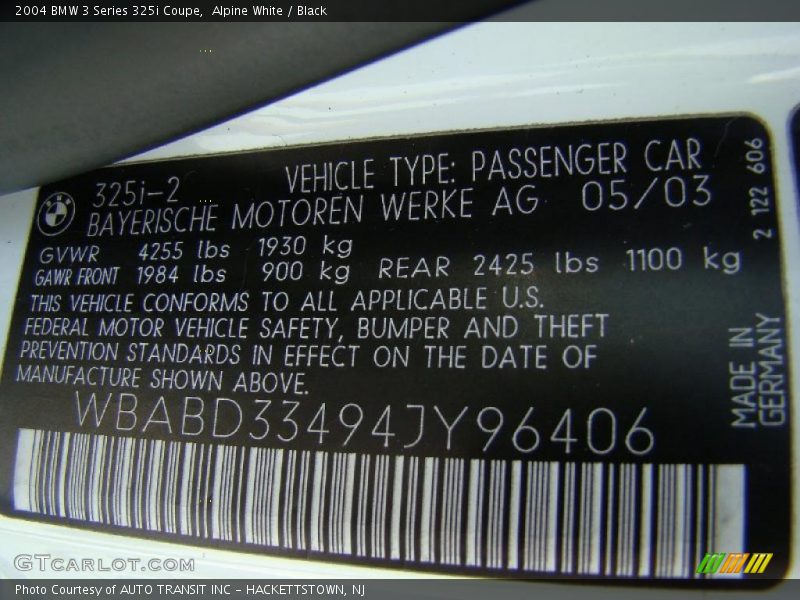 2004 BMW 3 Series 325i Coupe, Alpine White / Black
325i-2 VEHICLE TYPE: PASSENGER CAR
BAYERISCHE MOTOREN WERKE AG 05/03
GVWR 4255 lbs 1930 kg
GAWR FRONT 1984 lbs 900 kg REAR 2425 lbs 1100 kg
THIS VEHICLE CONFORMS TO ALL APPLICABLE U.S.
FEDERAL MOTOR VEHICLE SAFETY, BUMPER AND THEFT
PREVENTION STANDARDS IN EFFECT ON THE DATE OF
MANUFACTURE SHOWN ABOVE.
WBABD33494JY96406
2 122 606
MADE IN
GERMANY
GTCARLOT.COM
Photo Courtesy of AUTO TRANSIT INC - HACKETTSTOWN, NJ